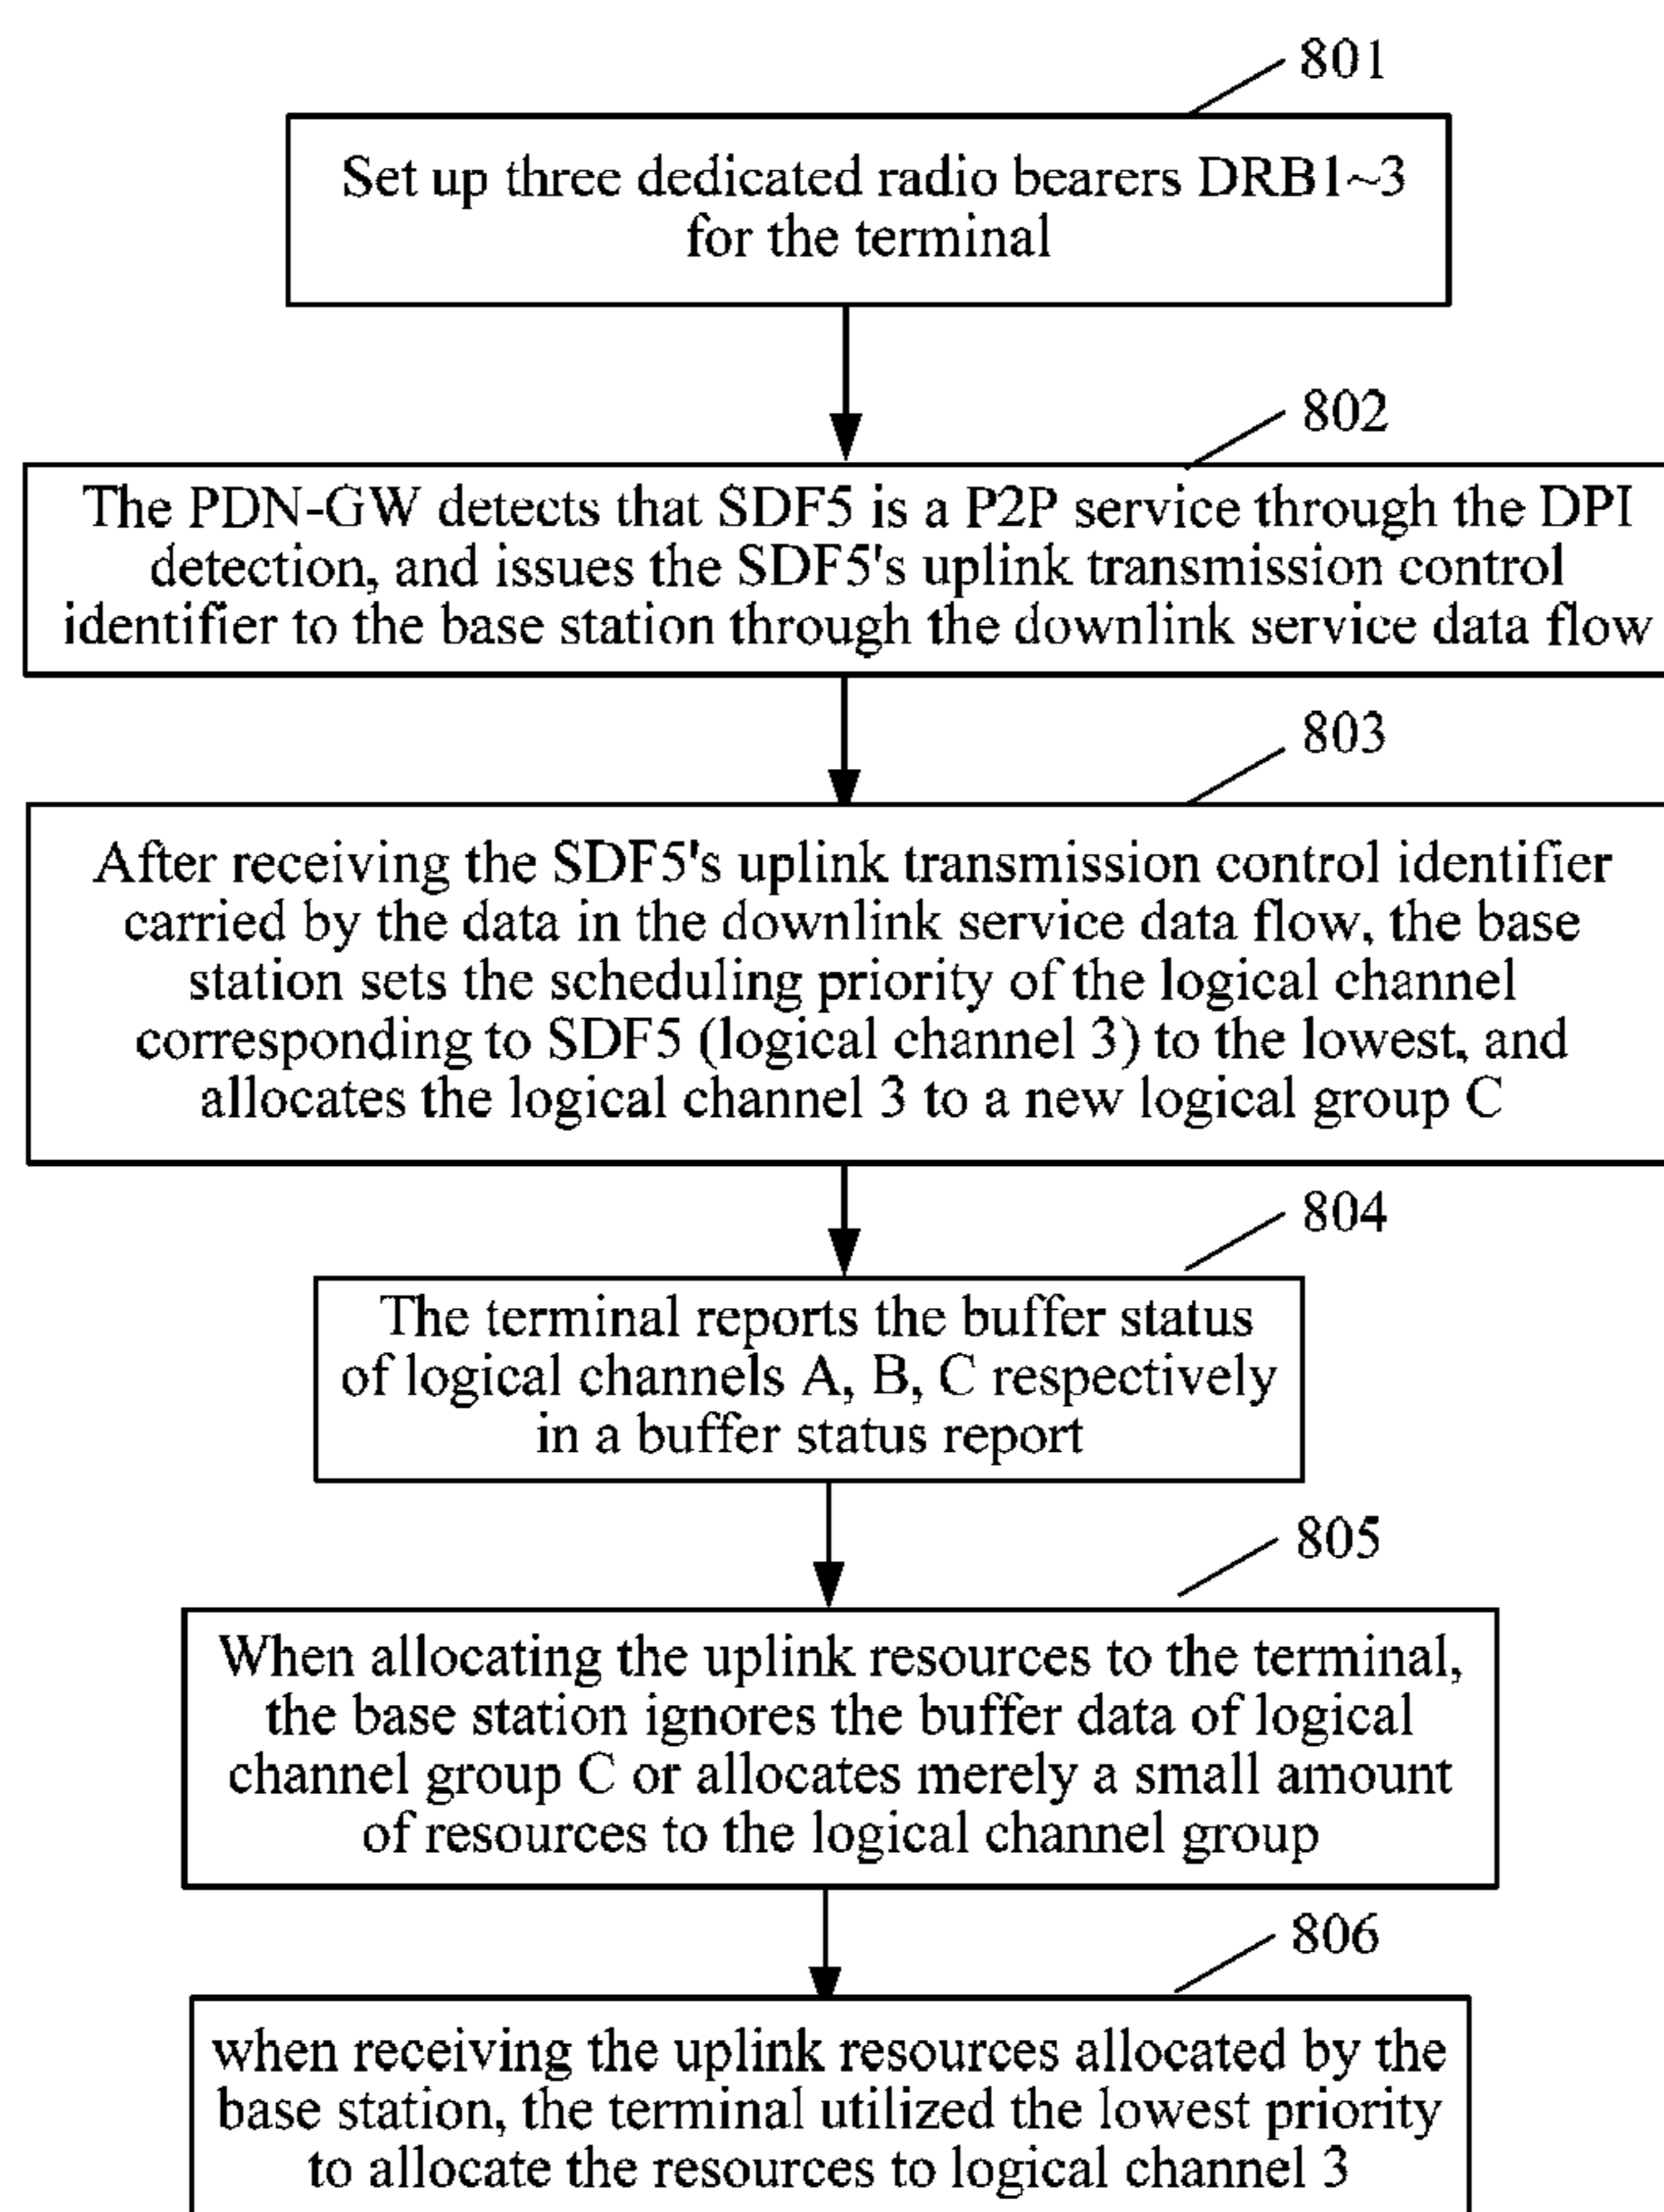 801
Set up three dedicated radio bearers DRB1~3
for the terminal
802
The PDN-GW detects that SDF5 is a P2P service through the DPI
detection, and issues the SDF5's uplink transmission control
identifier to the base station through the downlink service data flow
803
After receiving the SDF5's uplink transmission control identifier
carried by the data in the downlink service data flow, the base
station sets the scheduling priority of the logical channel
corresponding to SDF5 (logical channel 3) to the lowest, and
allocates the logical channel 3 to a new logical group C
804
The terminal reports the buffer status
of logical channels A, B, C respectively
in a buffer status report
805
When allocating the uplink resources to the terminal,
the base station ignores the buffer data of logical
channel group C or allocates merely a small amount
of resources to the logical channel group
806
when receiving the uplink resources allocated by the
base station, the terminal utilized the lowest priority
to allocate the resources to logical channel 3